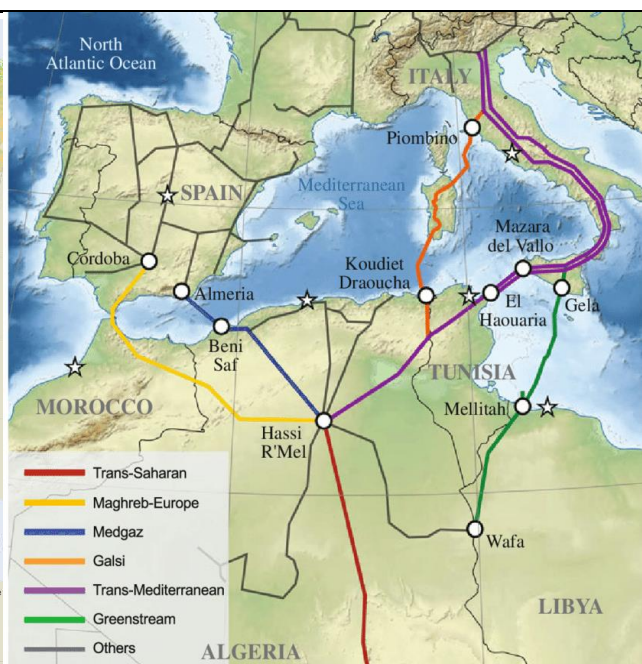 North
Atlantic Ocean
ITALY
Piombino
SPAIN
Mediterranean
Sea
Mazara
del Vallo
Cordoba
Koudiet
Draoucha
Almeria
El
Haouaria
Gela
Beni
Saf
TUNISIA
MOROCCO
Mellitah
Hassi
R'Mel
Trans-Saharan
Maghreb-Europe
Medgaz
Wafa
Galsi
Trans-Mediterranean
LIBYA
Greenstream
Others
ALGERIA